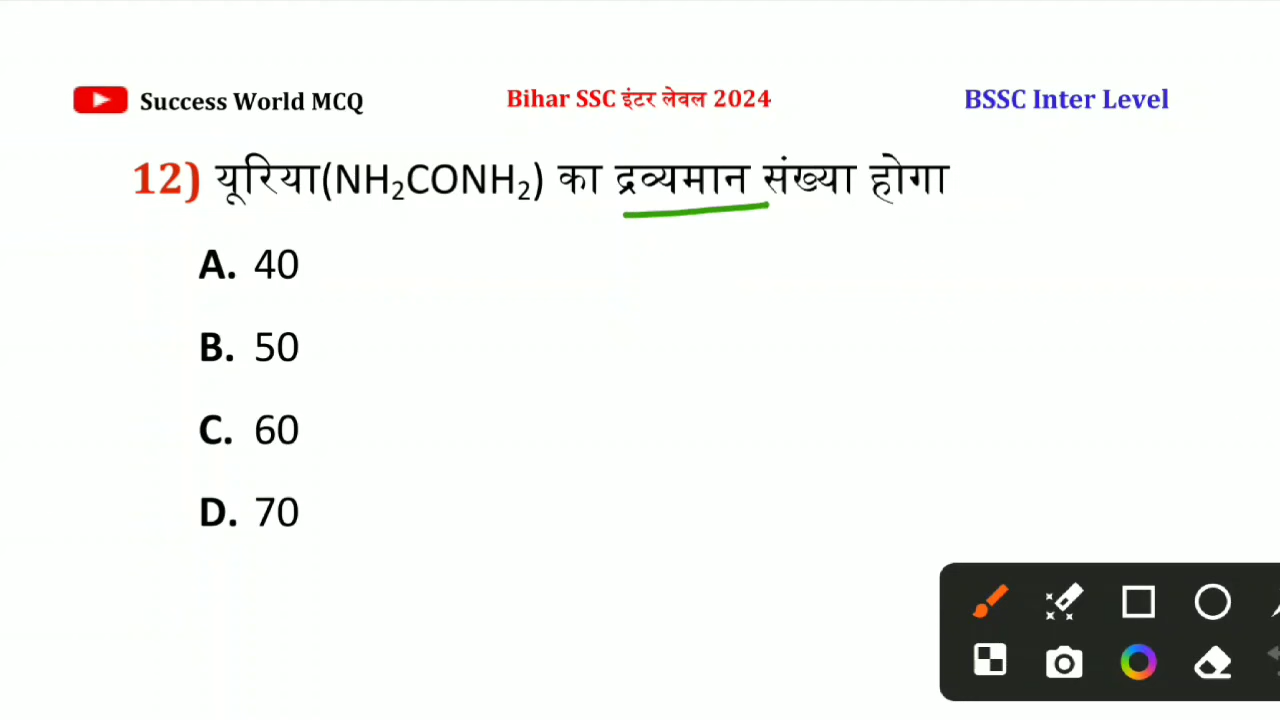 Success World MCQ Bihar SSC इंटर लेवल 2024 BSSC Inter Level
12) यूरिया(NH₂CONH₂) का द्रव्यमान संख्या होगा
A. 40
B. 50
C. 60
D. 70